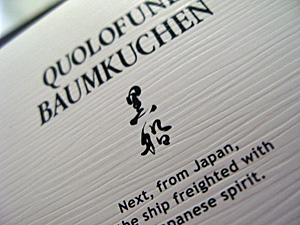 QUOLOFUNE
BAUMKUCHEN
黒船
Next, from Japan,
the ship freighted with
Japanese spirit.